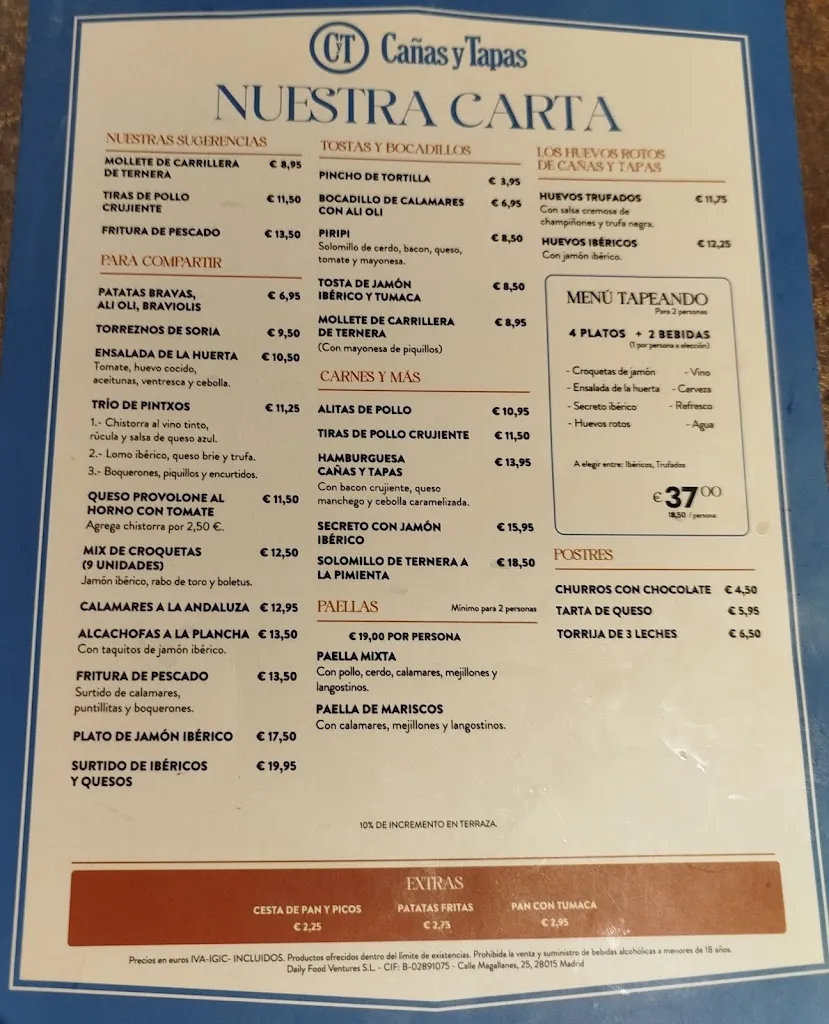 CyT Cañas y Tapas
NUESTRA CARTA
NUESTRAS SUGERENCIAS
MOLLETE DE CARRILLERA € 8,95
DE TERNERA
TIRAS DE POLLO € 11,50
CRUJIENTE
FRITURA DE PESCADO € 13,50
PARA COMPARTIR
PATATAS BRAVAS, € 6,95
ALI OLI, BRAVIOLIS
TORREZNOS DE SORIA € 9,50
ENSALADA DE LA HUERTA € 10,50
Tomate, huevo cocido,
aceitunas, ventresca y cebolla.
TRÍO DE PINTXOS € 11,25
1.- Chistorra al vino tinto,
rúcula y salsa de queso azul.
2.- Lomo ibérico, queso brie y trufa.
3.- Boquerones, piquillos y encurtidos.
QUESO PROVOLONE AL € 11,50
HORNO CON TOMATE
Agrega chistorra por 2,50 €.
MIX DE CROQUETAS € 12,50
(9 UNIDADES)
Jamón ibérico, rabo de toro y boletus.
CALAMARES A LA ANDALUZA € 12,95
ALCACHOFAS A LA PLANCHA € 13,50
Con taquitos de jamón ibérico.
FRITURA DE PESCADO € 13,50
Surtido de calamares,
puntillitas y boquerones.
PLATO DE JAMÓN IBÉRICO € 17,50
SURTIDO DE IBÉRICOS € 19,95
Y QUESOS
TOSTAS Y BOCADILLOS
PINCHO DE TORTILLA € 3,95
BOCADILLO DE CALAMARES € 6,95
CON ALI OLI
PIRIPI € 8,50
Solomillo de cerdo, bacon, queso,
tomate y mayonesa.
TOSTA DE JAMÓN € 8,50
IBÉRICO Y TUMACA
MOLLETE DE CARRILLERA € 8,95
DE TERNERA
(Con mayonesa de piquillos)
CARNES Y MÁS
ALITAS DE POLLO € 10,95
TIRAS DE POLLO CRUJIENTE € 11,50
HAMBURGUESA € 13,95
CAÑAS Y TAPAS
Con bacon crujiente, queso
manchego y cebolla caramelizada.
SECRETO CON JAMÓN € 15,95
IBÉRICO
SOLOMILLO DE TERNERA A € 18,50
LA PIMIENTA
PAELLAS Mínimo para 2 personas
€ 19,00 POR PERSONA
PAELLA MIXTA
Con pollo, cerdo, calamares, mejillones y
langostinos.
PAELLA DE MARISCOS
Con calamares, mejillones y langostinos.
LOS HUEVOS ROTOS
DE CAÑAS Y TAPAS
HUEVOS TRUFADOS € 11,75
Con salsa cremosa de
champiñones y trufa negra.
HUEVOS IBÉRICOS € 12,25
Con jamón ibérico.
MENÚ TAPEANDO
Para 2 personas
4 PLATOS + 2 BEBIDAS
(1 por persona a elección)
- Croquetas de jamón - Vino
- Ensalada de la huerta - Cerveza
- Secreto ibérico - Refresco
- Huevos rotos - Agua
A elegir entre: Ibéricos, Trufados
€ 37,00
18,50 / persona
POSTRES
CHURROS CON CHOCOLATE € 4,50
TARTA DE QUESO € 5,95
TORRIJA DE 3 LECHES € 6,50
10% DE INCREMENTO EN TERRAZA.
EXTRAS
CESTA DE PAN Y PICOS PATATAS FRITAS PAN CON TUMACA
€ 2,25 € 2,75 € 2,95
Precios en euros IVA-IGIC- INCLUIDOS. Productos ofrecidos dentro del límite de existencias. Prohibida la venta y suministro de bebidas alcohólicas a menores de 18 años.
Daily Food Ventures S.L. - CIF: B-02891075 - Calle Magallanes, 25, 28015 Madrid